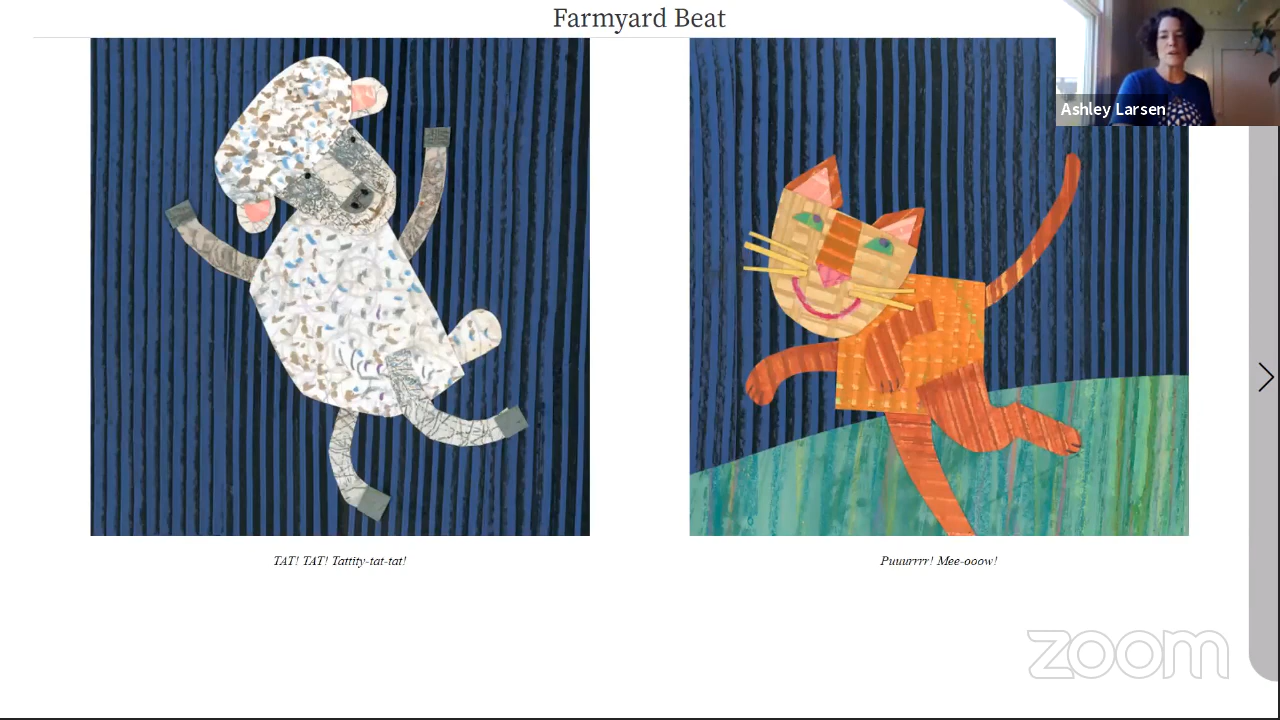 Farmyard Beat
Ashley Larsen
TAT! TAT! Tattity-tat-tat!
Puuurrrr! Mee-ooow!
zoom